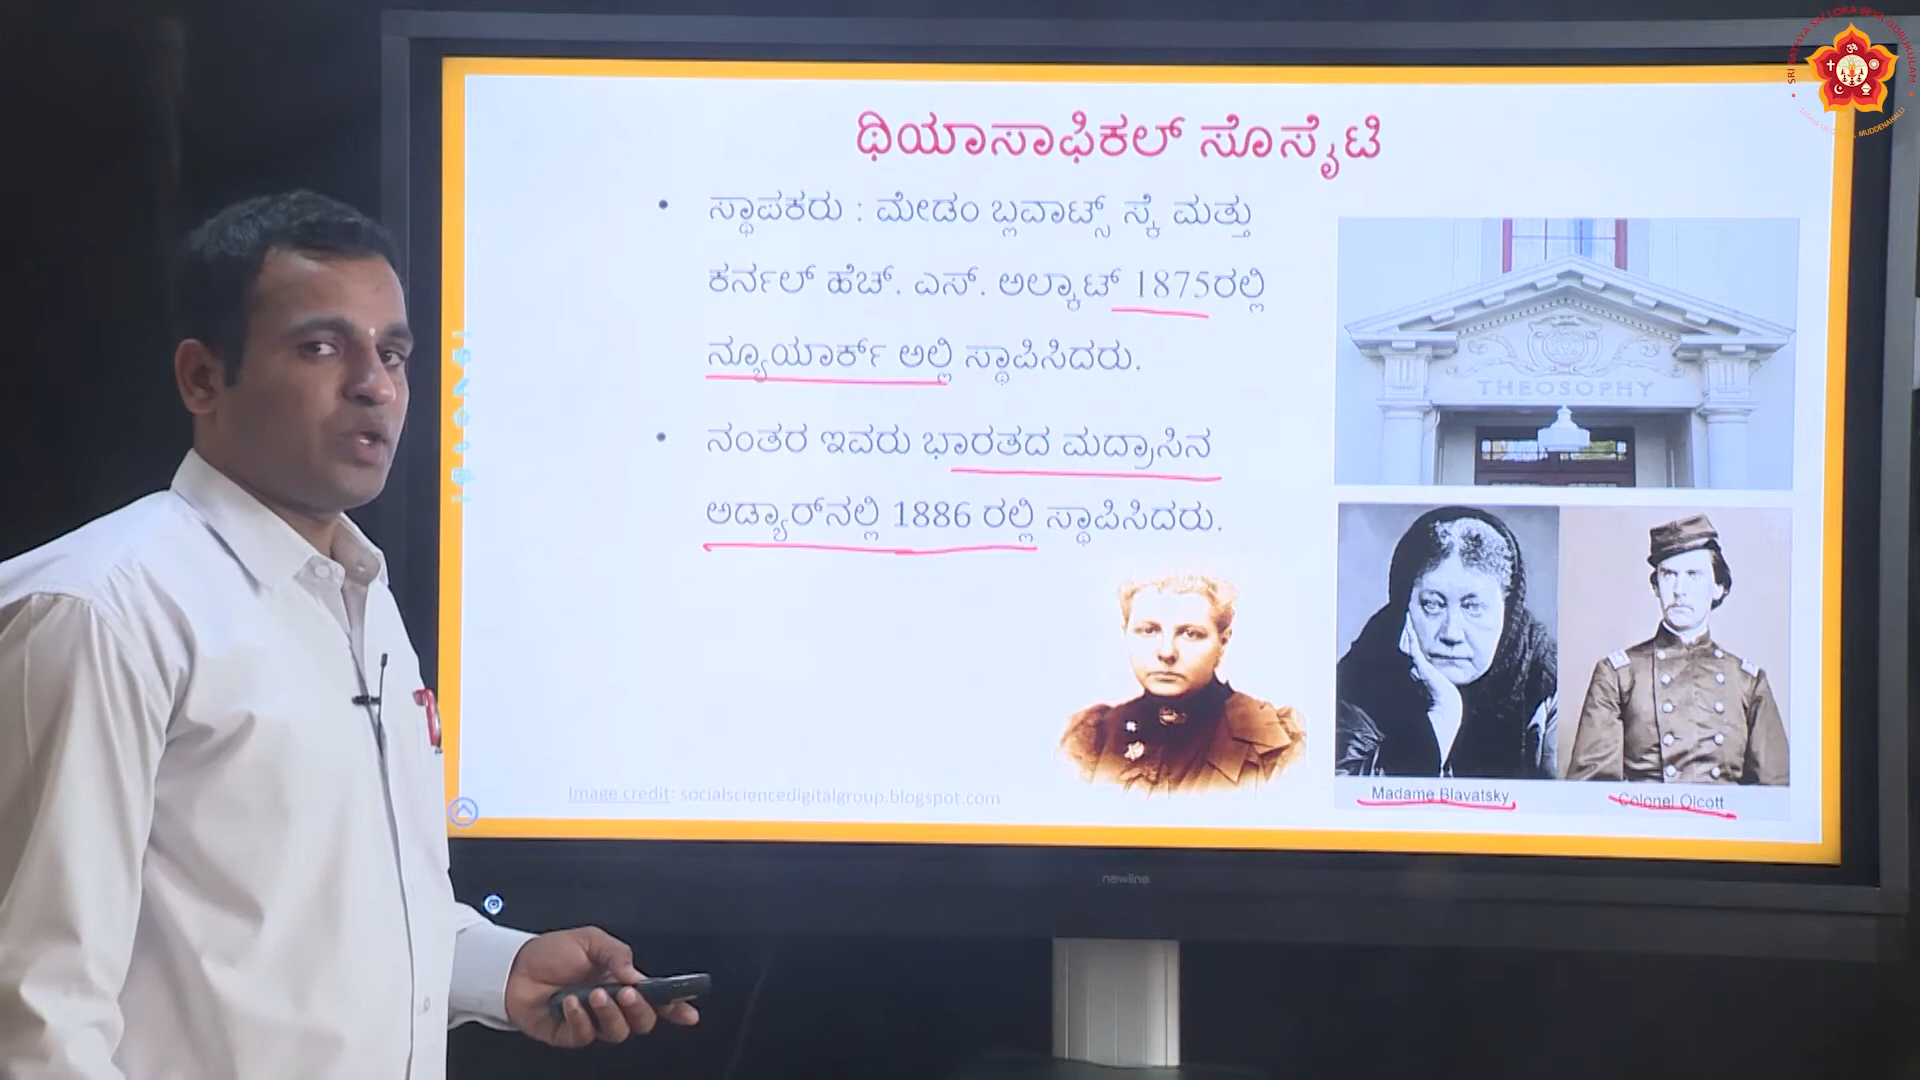 ಥಿಯಾಸಾಫಿಕಲ್ ಸೊಸೈಟಿ
• ಸ್ಥಾಪಕರು : ಮೇಡಂ ಬ್ಲವಾಟ್ಸ್ ಸ್ಕೆ ಮತ್ತು
ಕರ್ನಲ್ ಹೆಚ್. ಎಸ್. ಅಲ್ಕಾಟ್ 1875ರಲ್ಲಿ
ನ್ಯೂಯಾರ್ಕ್ ಅಲ್ಲಿ ಸ್ಥಾಪಿಸಿದರು.
• ನಂತರ ಇವರು ಭಾರತದ ಮದ್ರಾಸಿನ
ಅಡ್ಯಾರ್‌ನಲ್ಲಿ 1886 ರಲ್ಲಿ ಸ್ಥಾಪಿಸಿದರು.
THEOSOPHY
Madame Blavatsky
Colonel Olcott
Image credit: socialsciencedigitalgroup.blogspot.com
newline
MUDDENAHALLI